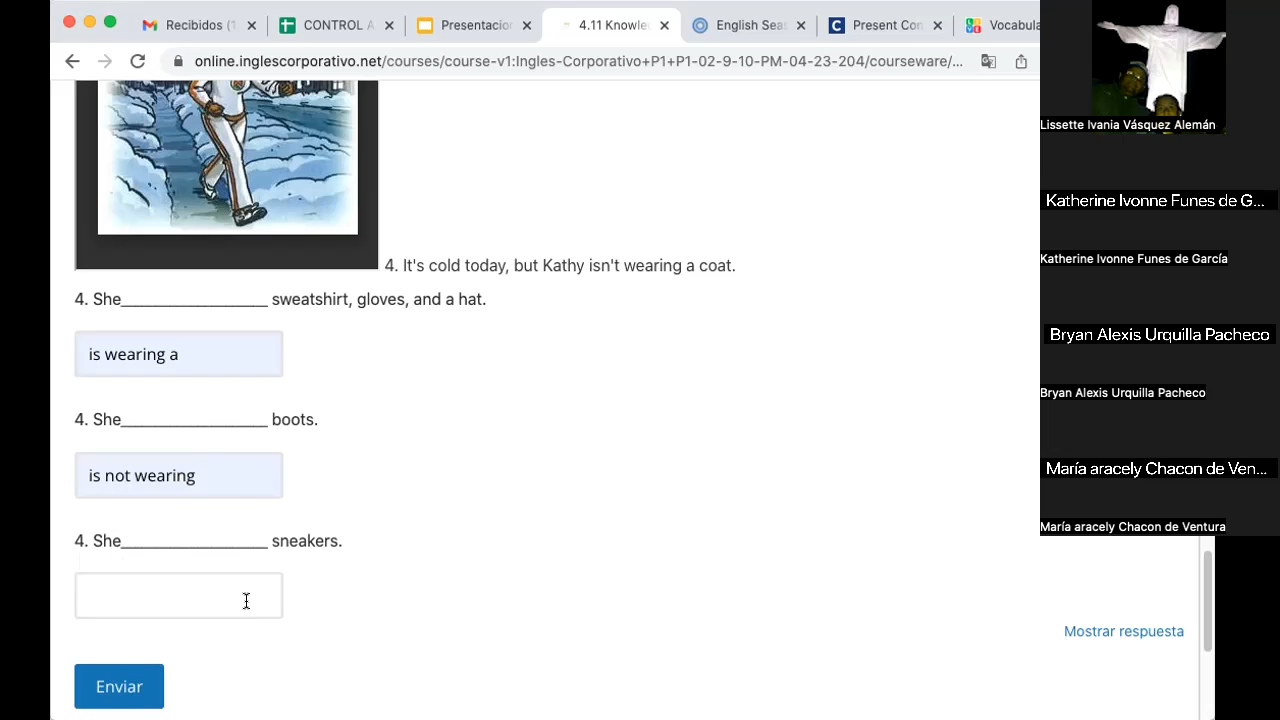 Recibidos (1
CONTROL A
Presentacion
4.11 Knowle
English Sea
Present Con
Vocabula
online.inglescorporativo.net/courses/course-v1:Ingles-Corporativo+P1+P1-02-9-10-PM-04-23-204/courseware/...
Lissette Ivania Vásquez Alemán
Katherine Ivonne Funes de G...
Katherine Ivonne Funes de García
Bryan Alexis Urquilla Pacheco
Bryan Alexis Urquilla Pacheco
María aracely Chacon de Ven...
María aracely Chacon de Ventura
4. It's cold today, but Kathy isn't wearing a coat.
4. She_________________ sweatshirt, gloves, and a hat.
is wearing a
4. She_________________ boots.
is not wearing
4. She_________________ sneakers.
Mostrar respuesta
Enviar